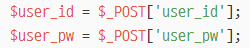 $user_id = $_POST['user_id'];
$user_pw = $_POST['user_pw'];